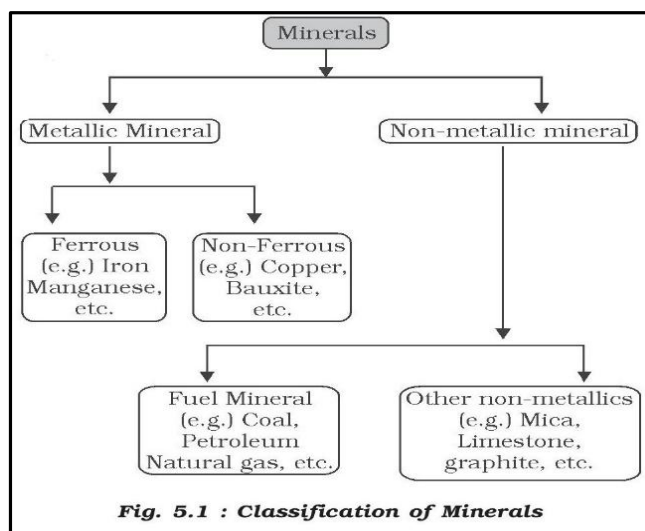 Minerals
Metallic Mineral
Non-metallic mineral
Ferrous
(e.g.) Iron
Manganese,
etc.
Non-Ferrous
(e.g.) Copper,
Bauxite,
etc.
Fuel Mineral
(e.g.) Coal,
Petroleum
Natural gas, etc.
Other non-metallics
(e.g.) Mica,
Limestone,
graphite, etc.
Fig. 5.1 : Classification of Minerals